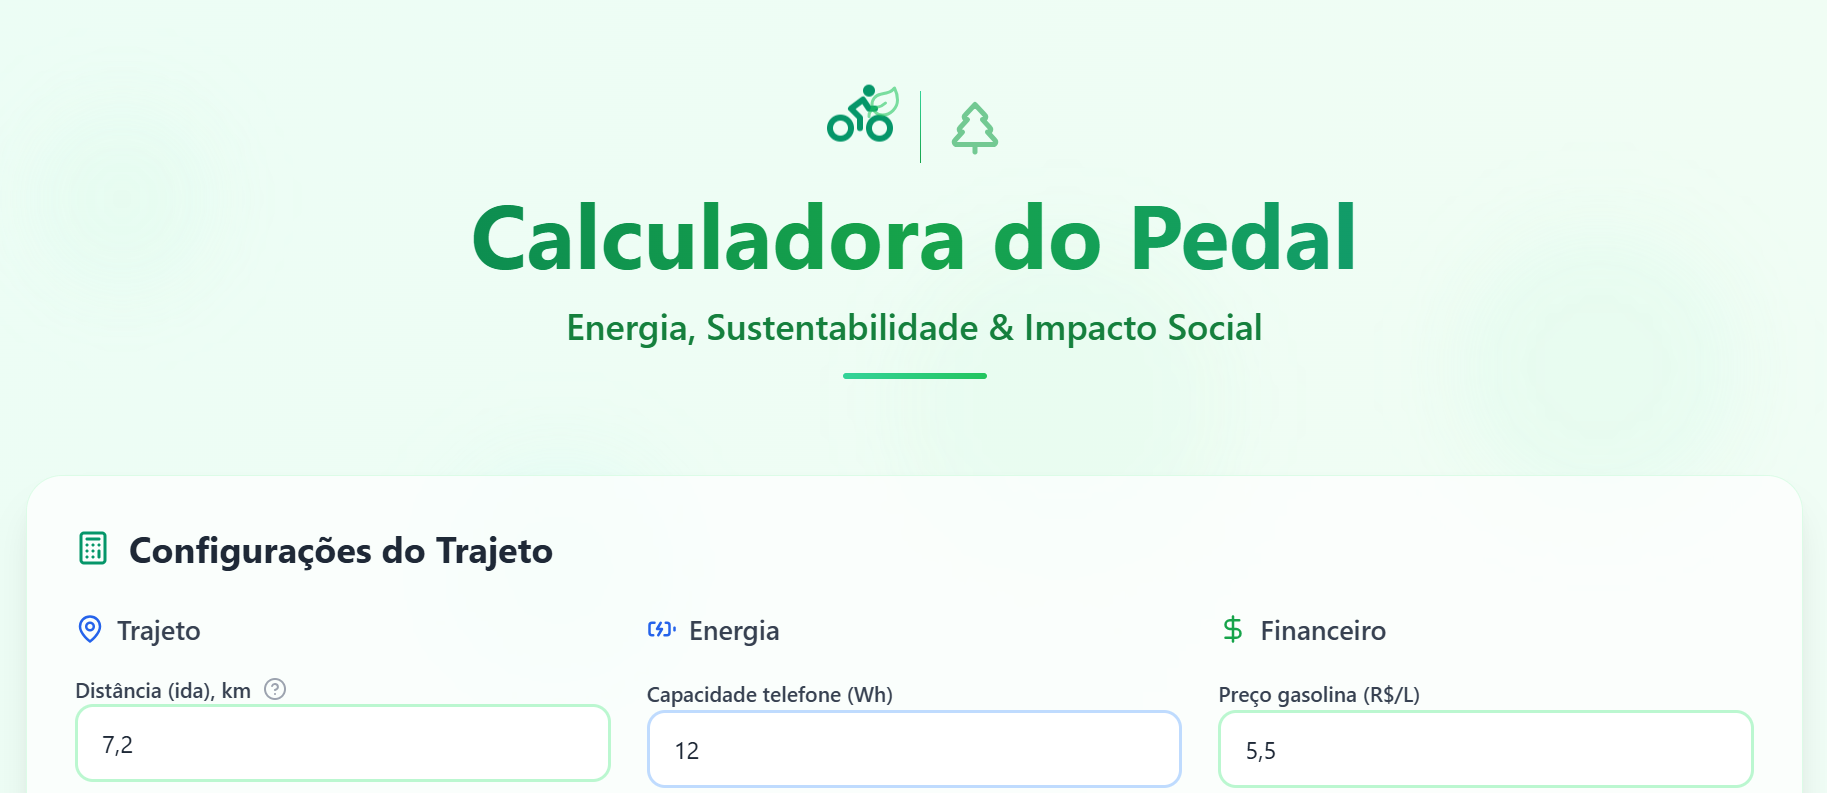 Calculadora do Pedal
Energia, Sustentabilidade & Impacto Social
Configurações do Trajeto
Trajeto
Distância (ida), km
7,2
Energia
Capacidade telefone (Wh)
12
Financeiro
Preço gasolina (R$/L)
5,5